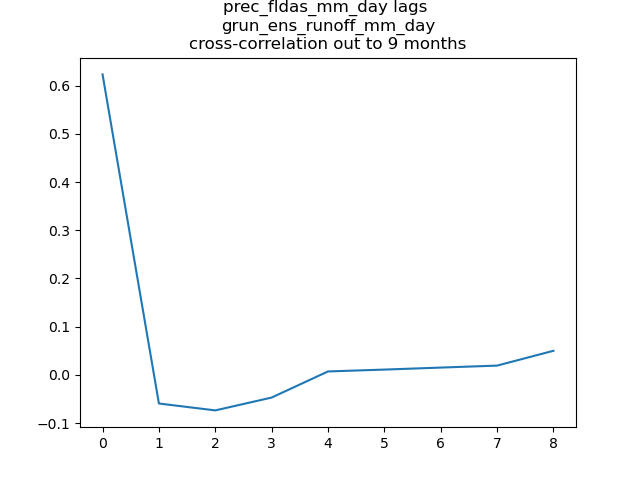 prec_fldas_mm_day lags
grun_ens_runoff_mm_day
cross-correlation out to 9 months
0.6
0.5
0.4
0.3
0.2
0.1
0.0
−0.1
0 1 2 3 4 5 6 7 8